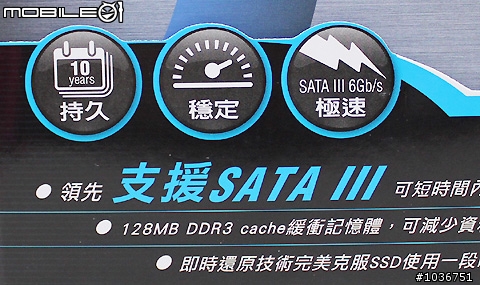 MOBILE01
10
years
持久
穩定
SATA III 6Gb/s
極速
● 領先 支援SATA III 可短時間內
● 128MB DDR3 cache緩衝記憶體，可減少資
● 即時還原技術完美克服SSD使用一段
#1036751